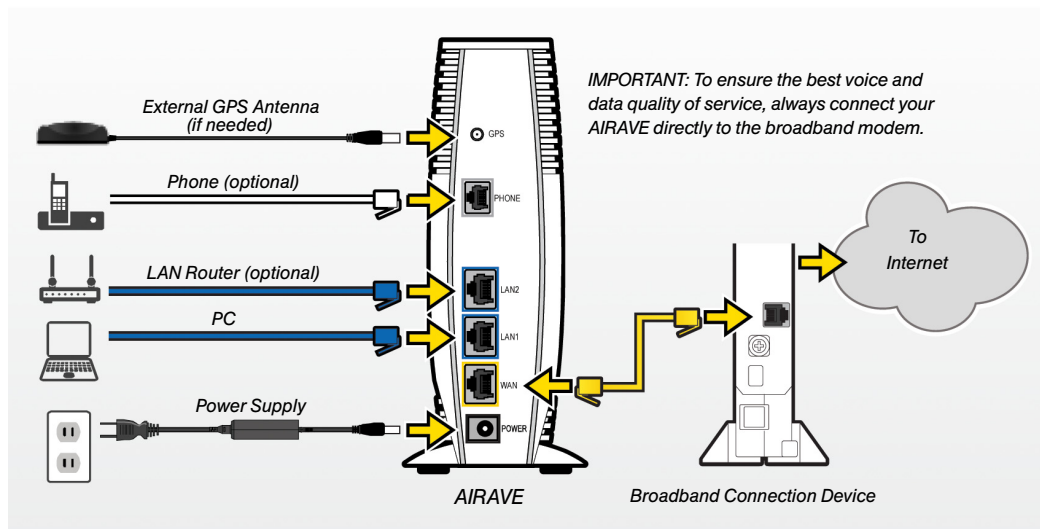 External GPS Antenna
(if needed)
GPS
IMPORTANT: To ensure the best voice and
data quality of service, always connect your
AIRAVE directly to the broadband modem.
Phone (optional)
PHONE
To
Internet
LAN Router (optional)
LAN2
PC
LAN1
WAN
Power Supply
POWER
AIRAVE
Broadband Connection Device